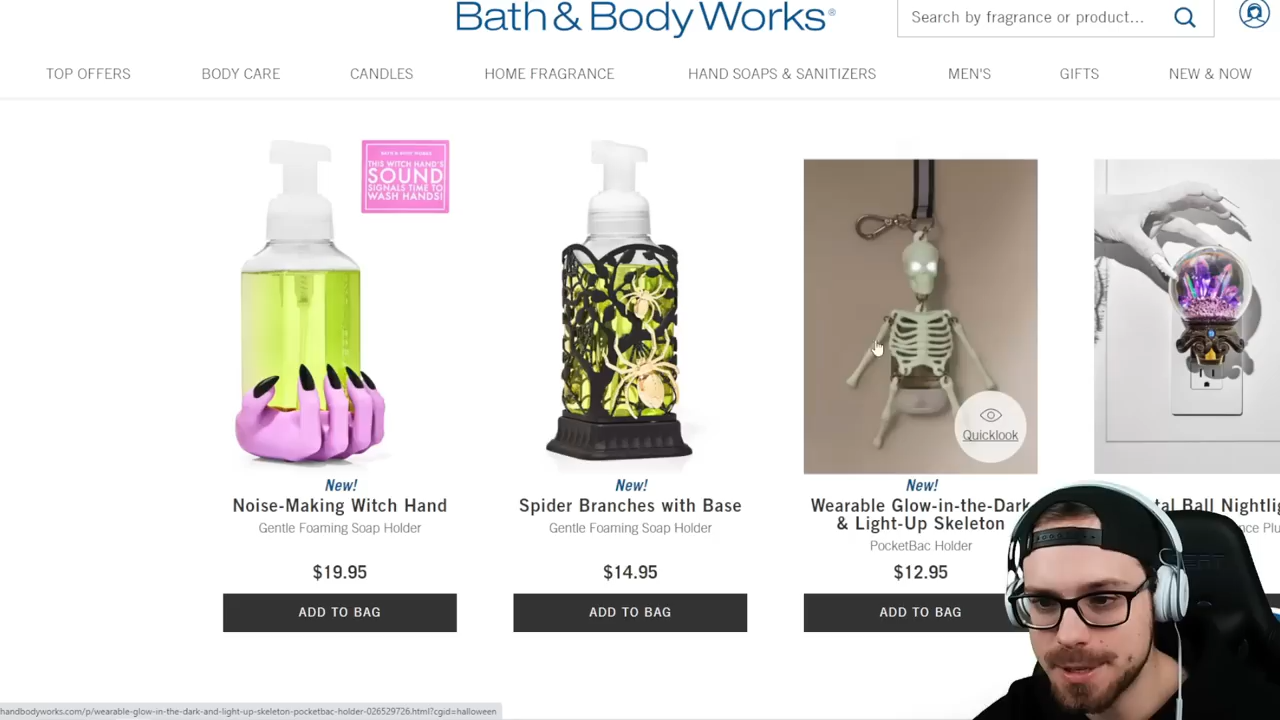 Bath & Body Works®
Search by fragrance or product...
TOP OFFERS
BODY CARE
CANDLES
HOME FRAGRANCE
HAND SOAPS & SANITIZERS
MEN'S
GIFTS
NEW & NOW
BATH & BODY WORKS
THIS WITCH HAND'S
SOUND
SIGNALS TIME TO
WASH HANDS!
Quicklook
New!
Noise-Making Witch Hand
Gentle Foaming Soap Holder
$19.95
ADD TO BAG
New!
Spider Branches with Base
Gentle Foaming Soap Holder
$14.95
ADD TO BAG
New!
Wearable Glow-in-the-Dark
& Light-Up Skeleton
PocketBac Holder
$12.95
ADD TO BAG
Ball
handbodyworks.com/p/wearable-glow-in-the-dark-and-light-up-skeleton-pocketbac-holder-026529726.html?cgid=halloween